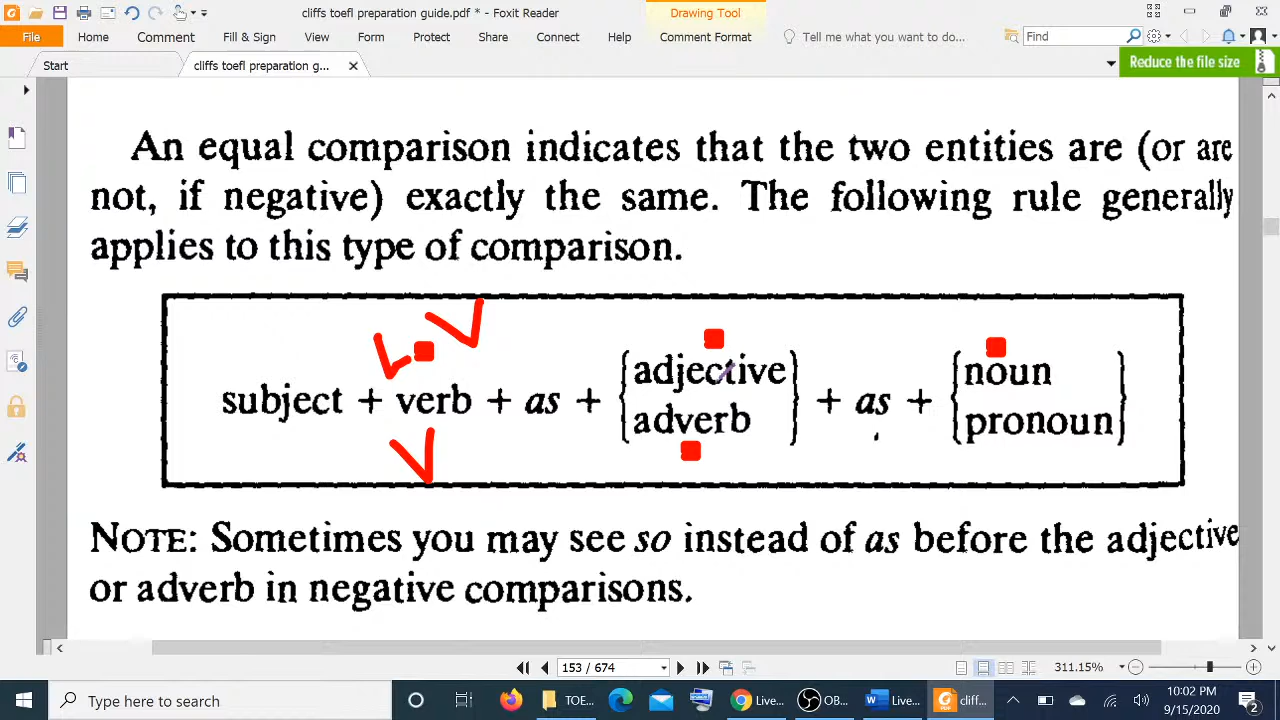 cliffs toefl preparation guide.pdf * - Foxit Reader
Drawing Tool
File Home Comment Fill & Sign View Form Protect Share Connect Help Comment Format Tell me what you want to do... Find
Start cliffs toefl preparation g...
Reduce the file size
An equal comparison indicates that the two entities are (or are
not, if negative) exactly the same. The following rule generally
applies to this type of comparison.
subject + verb + as + {adjective adverb} + as + {noun pronoun}
NOTE: Sometimes you may see so instead of as before the adjective
or adverb in negative comparisons.
153 / 674
311.15%
Type here to search
TOE...
Live...
OB...
Live...
cliff...
10:02 PM
9/15/2020
2